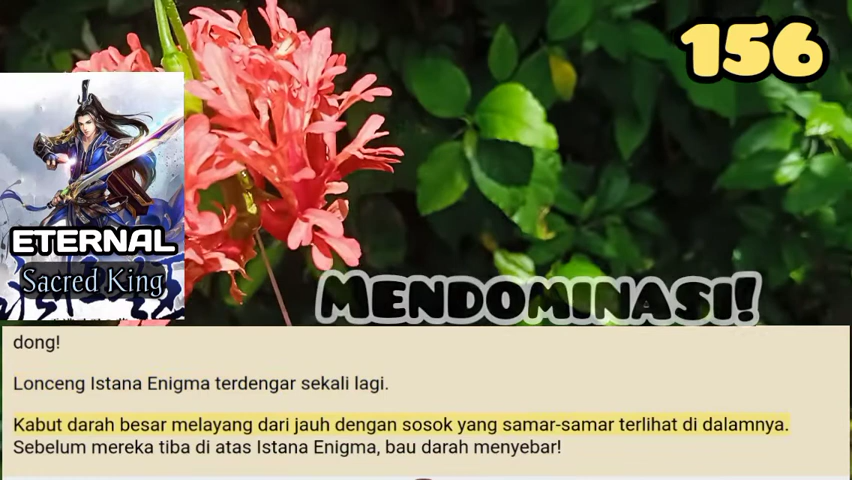 156
ETERNAL
Sacred King
MENDOMINASI!
dong!
Lonceng Istana Enigma terdengar sekali lagi.
Kabut darah besar melayang dari jauh dengan sosok yang samar-samar terlihat di dalamnya.
Sebelum mereka tiba di atas Istana Enigma, bau darah menyebar!